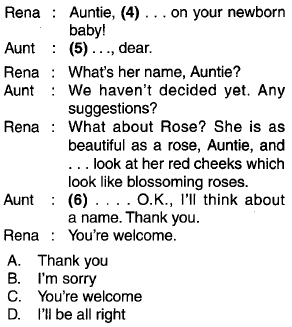 Rena : Auntie, (4) ... on your newborn
baby!
Aunt : (5) ..., dear.
Rena : What's her name, Auntie?
Aunt : We haven't decided yet. Any
suggestions?
Rena : What about Rose? She is as
beautiful as a rose, Auntie, and
... look at her red cheeks which
look like blossoming roses.
Aunt : (6) .... O.K., I'll think about
a name. Thank you.
Rena : You're welcome.
A. Thank you
B. I'm sorry
C. You're welcome
D. I'll be all right